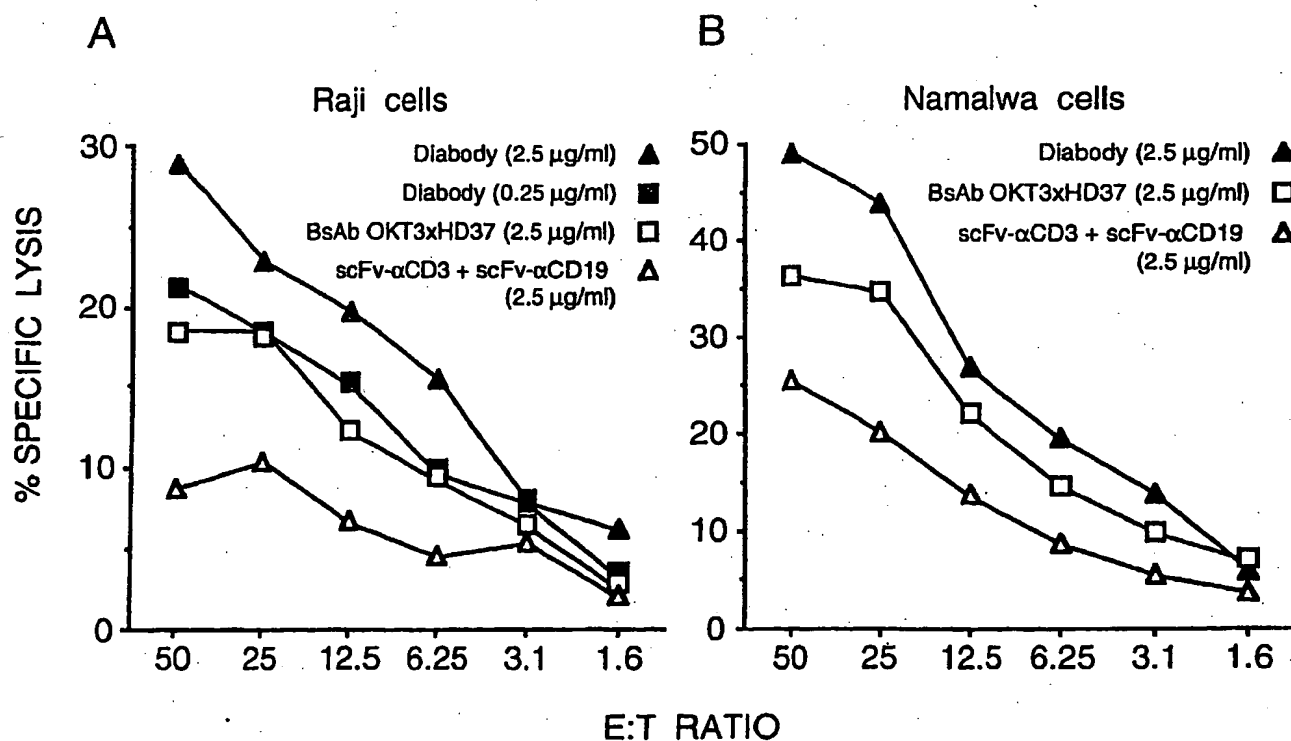 A
Raji cells
30
20
10
0
% SPECIFIC LYSIS
Diabody (2.5 µg/ml)
Diabody (0.25 µg/ml)
BsAb OKT3xHD37 (2.5 µg/ml)
scFv-αCD3 + scFv-αCD19
(2.5 µg/ml)
50 25 12.5 6.25 3.1 1.6
B
Namalwa cells
50
40
30
20
10
0
Diabody (2.5 µg/ml)
BsAb OKT3xHD37 (2.5 µg/ml)
scFv-αCD3 + scFv-αCD19
(2.5 µg/ml)
50 25 12.5 6.25 3.1 1.6
E:T RATIO